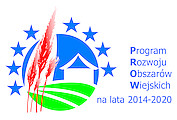 Program
Rozwoju
Obszarów
Wiejskich
na lata 2014-2020